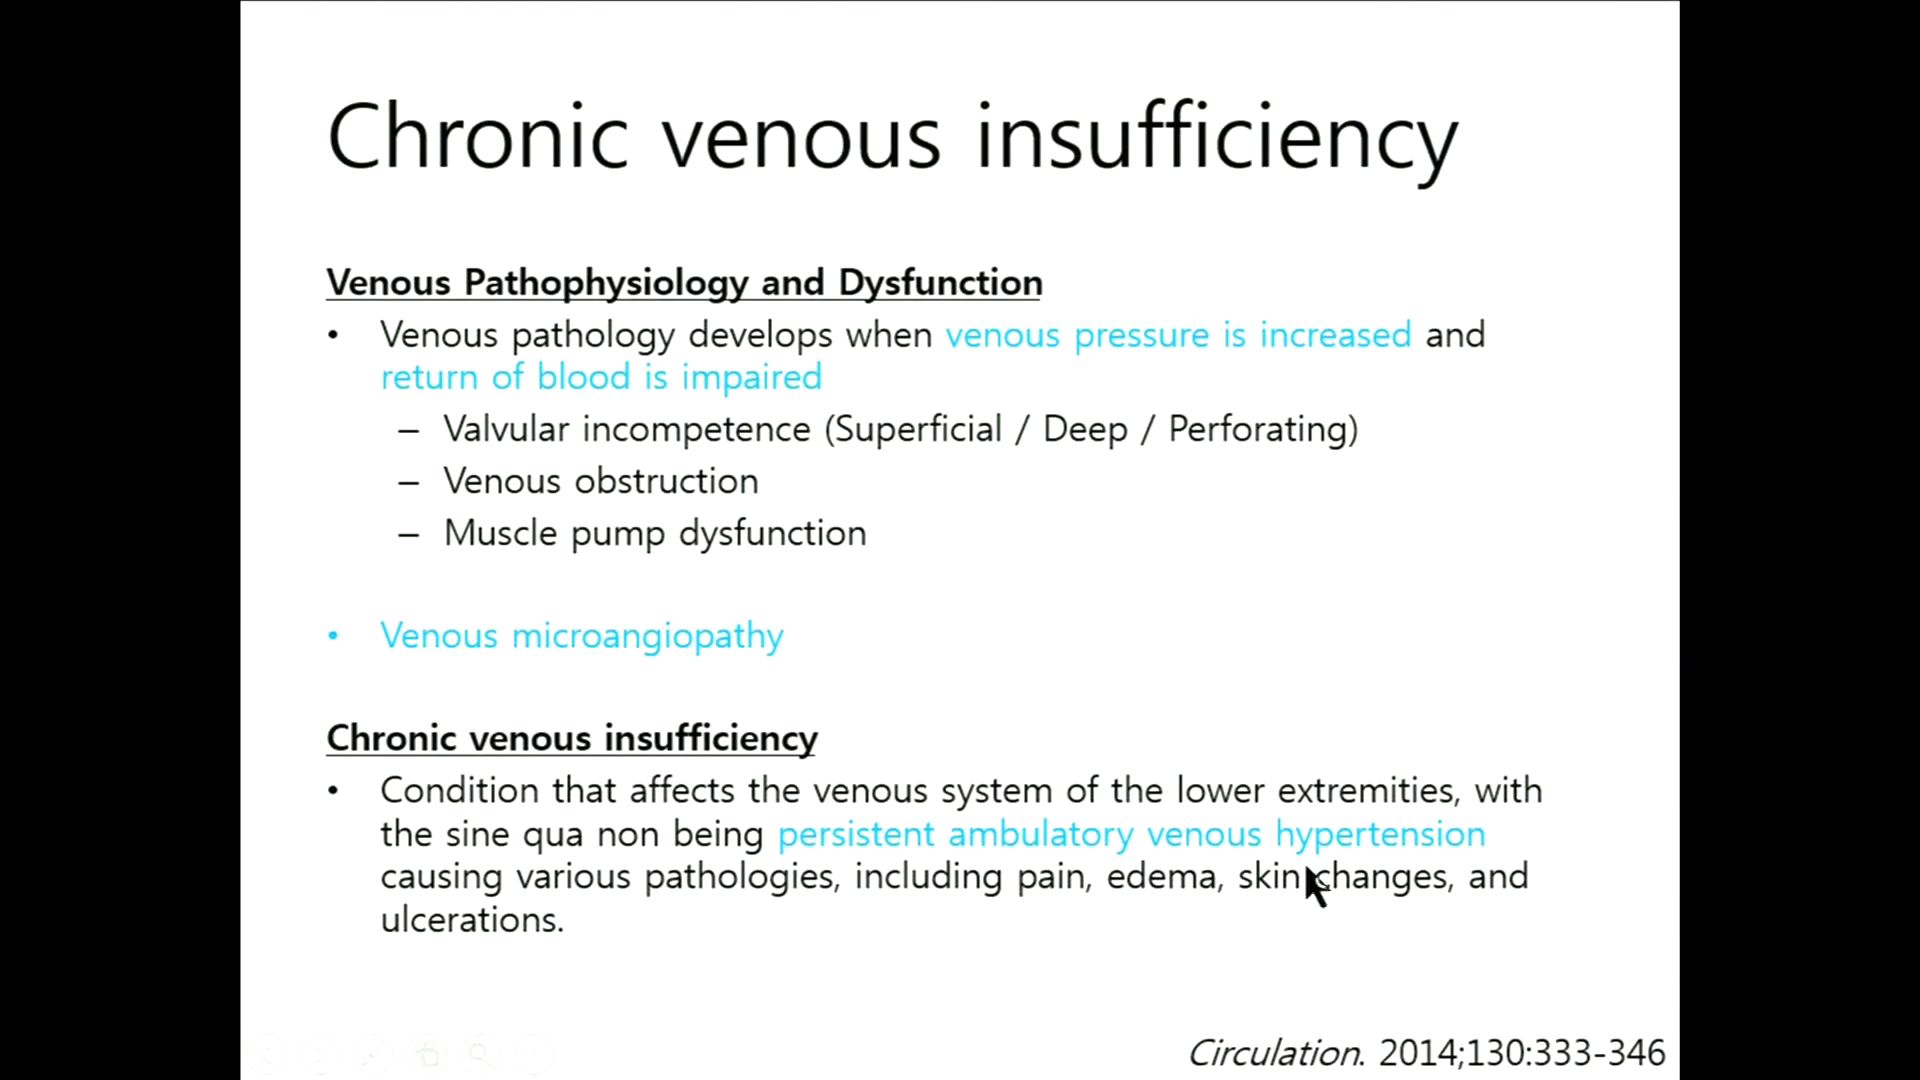 Chronic venous insufficiency
Venous Pathophysiology and Dysfunction
• Venous pathology develops when venous pressure is increased and
return of blood is impaired
– Valvular incompetence (Superficial / Deep / Perforating)
– Venous obstruction
– Muscle pump dysfunction
• Venous microangiopathy
Chronic venous insufficiency
• Condition that affects the venous system of the lower extremities, with
the sine qua non being persistent ambulatory venous hypertension
causing various pathologies, including pain, edema, skin changes, and
ulcerations.
Circulation. 2014;130:333-346